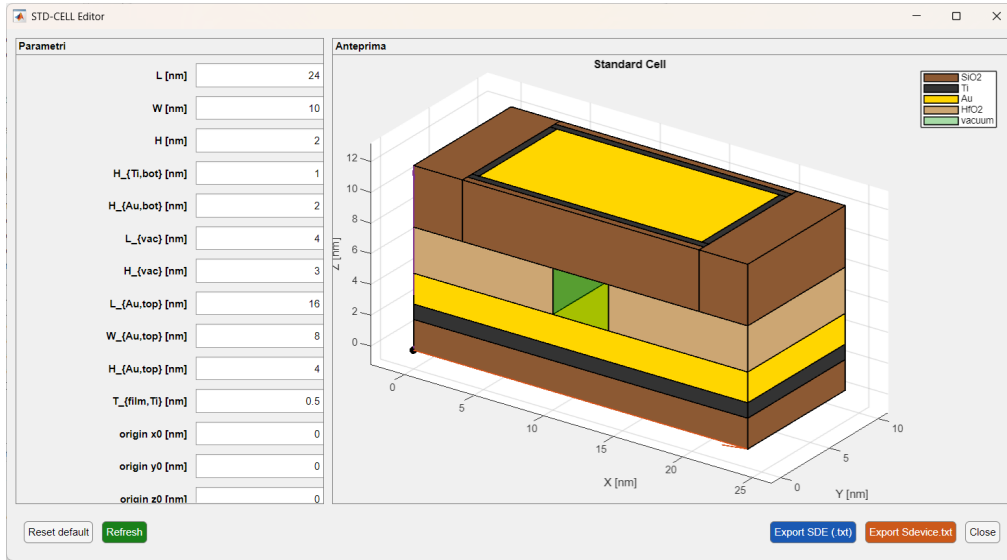 STD-CELL Editor
Parametri
L [nm] 24
W [nm] 10
H [nm] 2
H_{Ti,bot} [nm] 1
H_{Au,bot} [nm] 2
L_{vac} [nm] 4
H_{vac} [nm] 3
L_{Au,top} [nm] 16
W_{Au,top} [nm] 8
H_{Au,top} [nm] 4
T_{film,Ti} [nm] 0.5
origin x0 [nm] 0
origin y0 [nm] 0
origin z0 [nm] 0
Anteprima
Standard Cell
SiO2
Ti
Au
HfO2
vacuum
12
10
8
6
4
2
0
Z [nm]
0
5
10
15
20
25
X [nm]
0
5
10
Y [nm]
Reset default
Refresh
Export SDE (.txt)
Export Sdevice.txt
Close